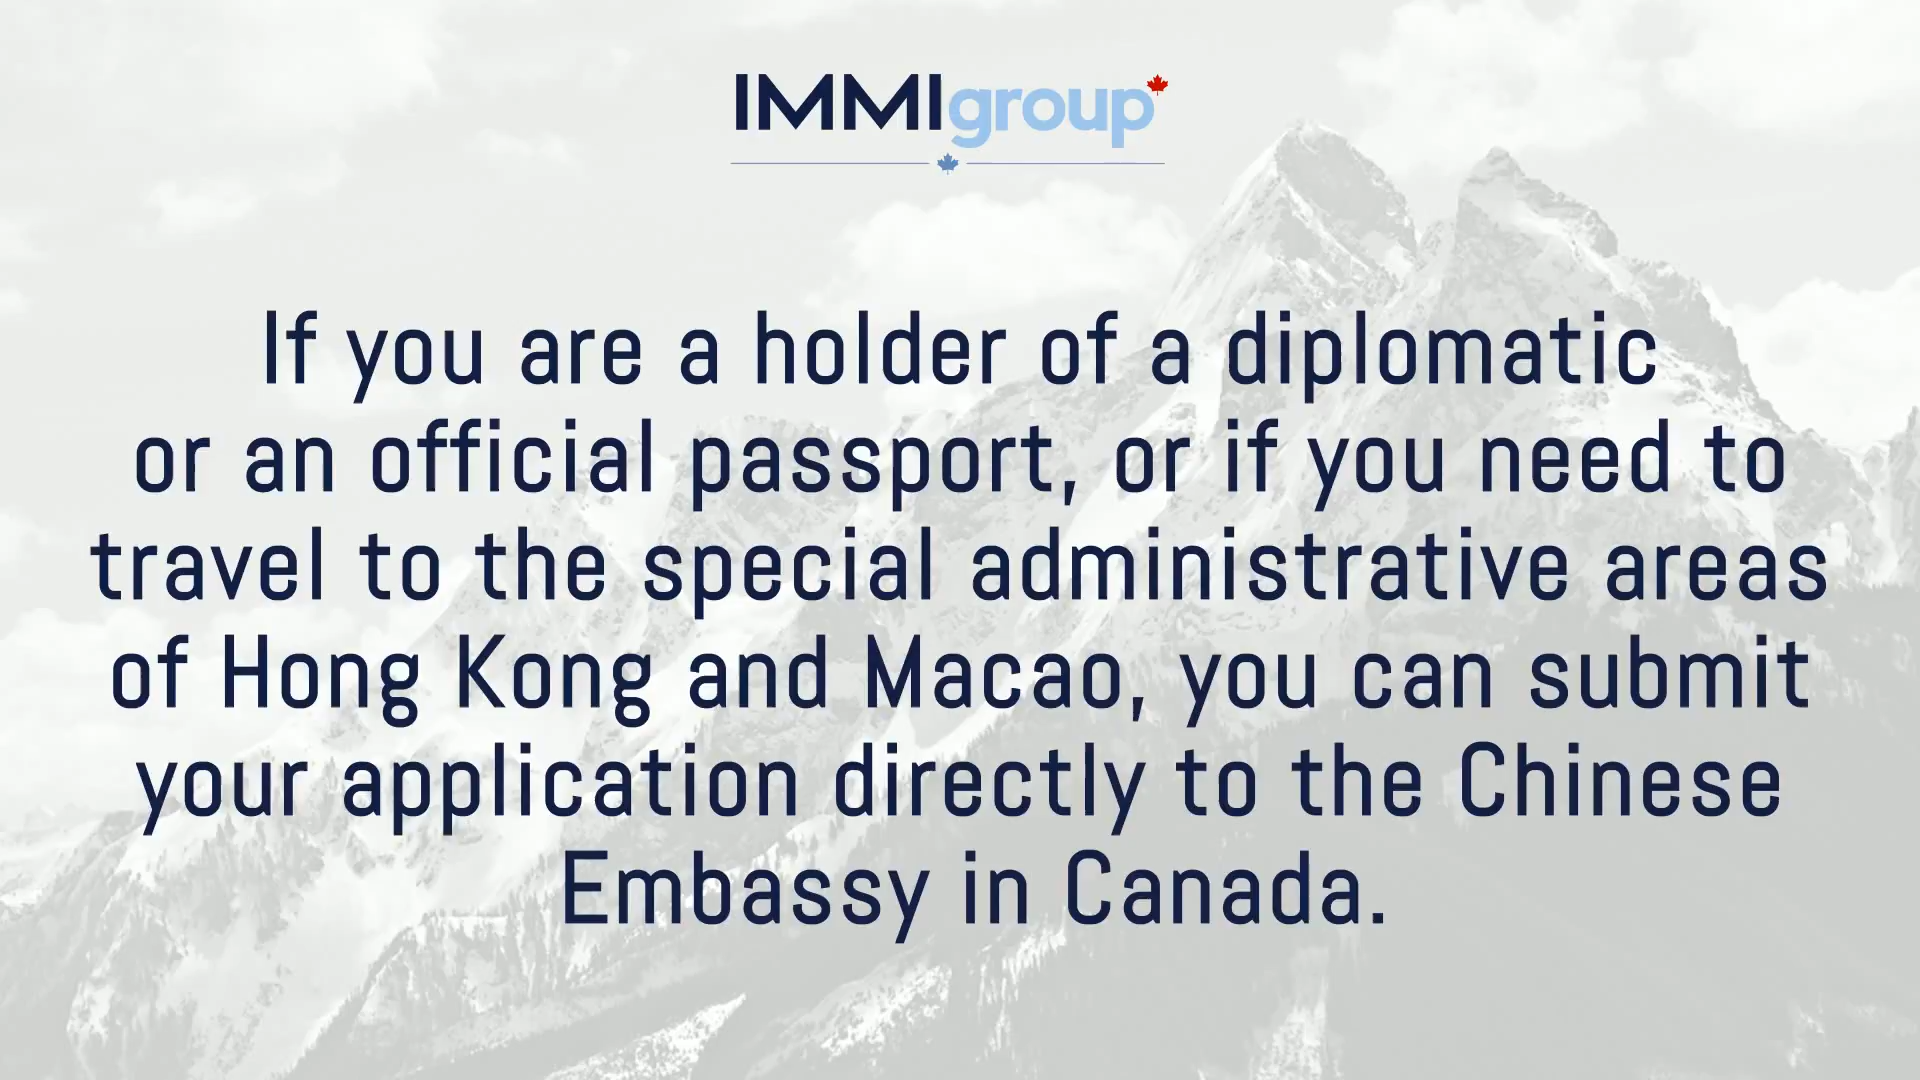 IMMIgroup
If you are a holder of a diplomatic
or an official passport, or if you need to
travel to the special administrative areas
of Hong Kong and Macao, you can submit
your application directly to the Chinese
Embassy in Canada.